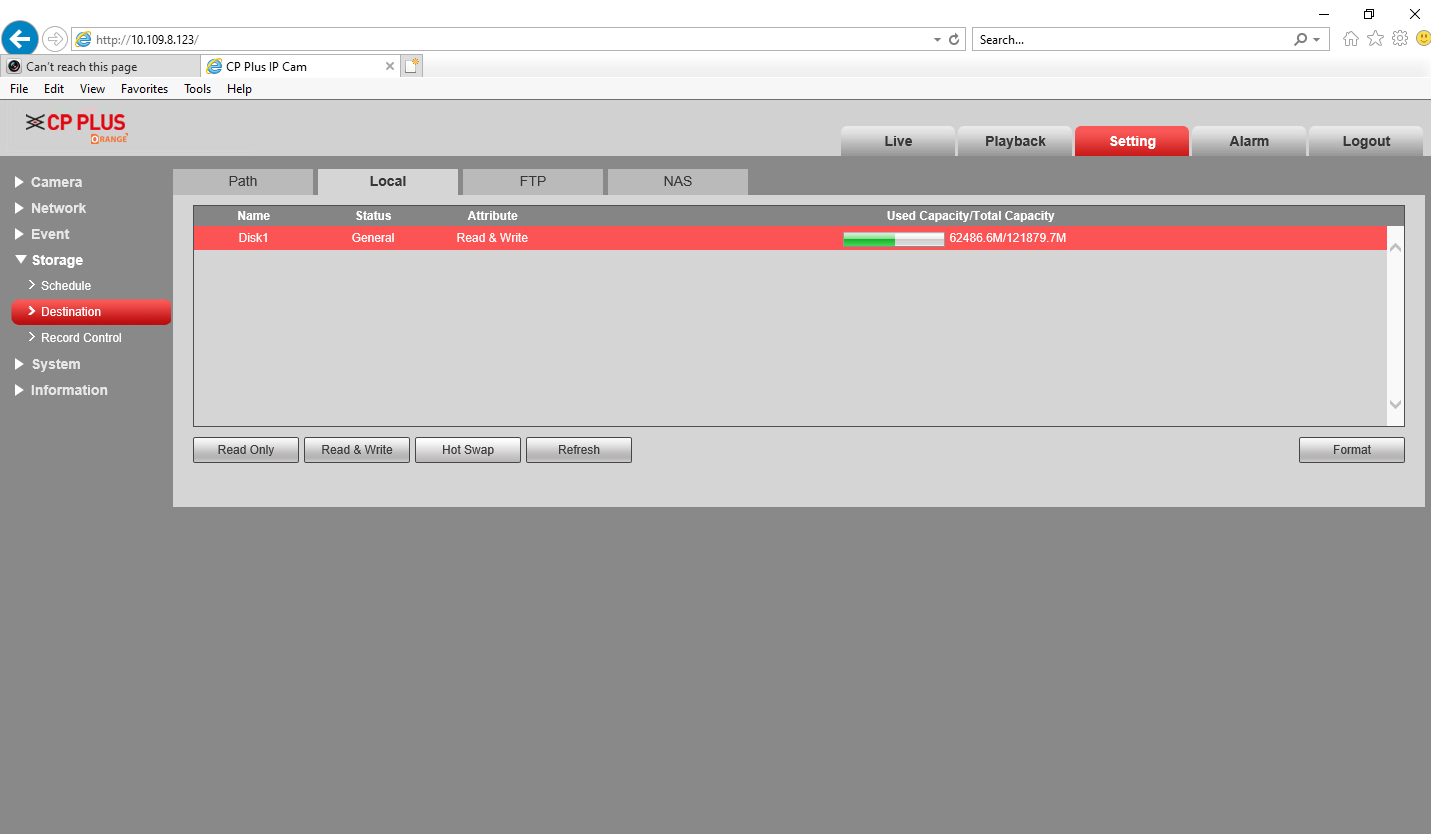 http://10.109.8.123/
Search...
Can't reach this page
CP Plus IP Cam
File Edit View Favorites Tools Help
CP PLUS
ORANGE
Live Playback Setting Alarm Logout
Camera
Network
Event
Storage
Schedule
Destination
Record Control
System
Information
Path Local FTP NAS
Name Status Attribute Used Capacity/Total Capacity
Disk1 General Read & Write 62486.6M/121879.7M
Read Only Read & Write Hot Swap Refresh Format